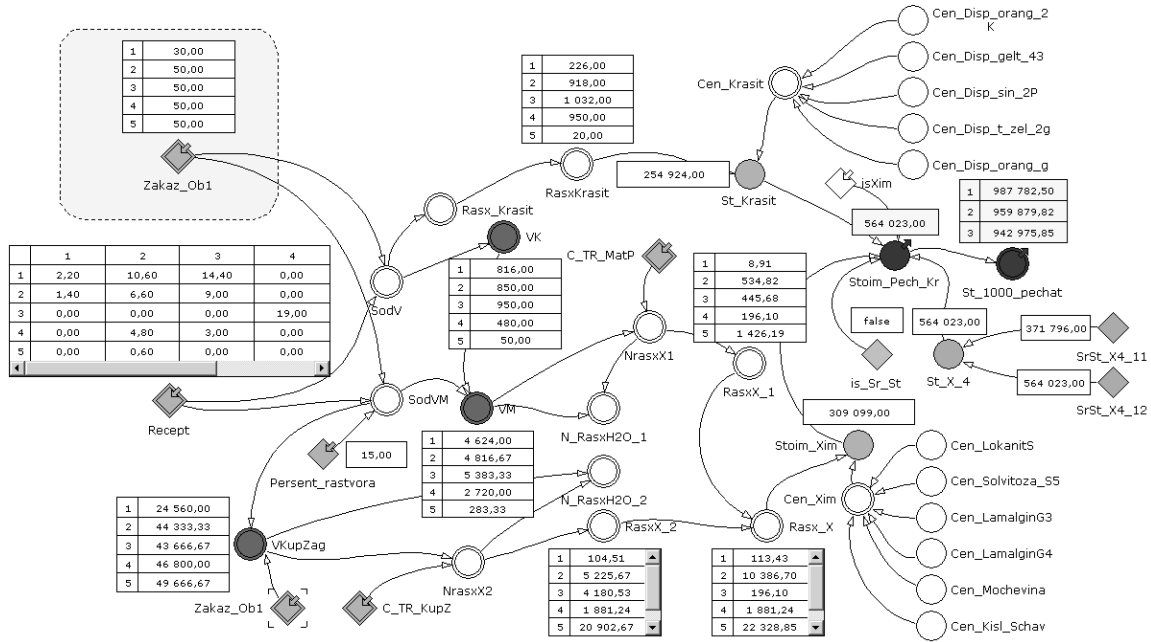 Cen_Disp_orang_2
K
1 30,00
2 50,00
3 50,00
4 50,00
5 50,00
Cen_Disp_gelt_43
1 226,00
2 918,00
3 1 032,00
4 950,00
5 20,00
Cen_Krasit
Cen_Disp_sin_2P
Cen_Disp_t_zel_2g
Cen_Disp_orang_g
Zakaz_Ob1
RasxKrasit
254 924,00
St_Krasit
isXim
1 987 782,50
2 959 879,82
3 942 975,85
Rasx_Krasit
564 023,00
VK
C_TR_MatP
1 2 3 4
1 2,20 10,60 14,40 0,00
2 1,40 6,60 9,00 0,00
3 0,00 0,00 0,00 19,00
4 0,00 4,80 3,00 0,00
5 0,00 0,60 0,00 0,00
SodV
1 816,00
2 850,00
3 950,00
4 480,00
5 50,00
1 8,91
2 534,82
3 445,68
4 196,10
5 1 426,19
Stoim_Pech_Kr
St_1000_pechat
false
564 023,00
371 796,00
NrasxX1
SrSt_X4_11
RasxX_1
is_Sr_St
St_X_4
564 023,00
SrSt_X4_12
Recept
SodVM
VM
N_RasxH2O_1
309 099,00
Stoim_Xim
Cen_LokanitS
15,00
Persent_rastvora
1 4 624,00
2 4 816,67
3 5 383,33
4 2 720,00
5 283,33
N_RasxH2O_2
Cen_Xim
Cen_Solvitoza_S5
Cen_LamalginG3
1 24 560,00
2 44 333,33
3 43 666,67
4 46 800,00
5 49 666,67
VKupZag
RasxX_2
Rasx_X
Cen_LamalginG4
NrasxX2
1 104,51
2 5 225,67
3 4 180,53
4 1 881,24
5 20 902,67
1 113,43
2 10 386,70
3 196,10
4 1 881,24
5 22 328,85
Cen_Mochevina
Zakaz_Ob1
C_TR_KupZ
Cen_Kisl_Schav